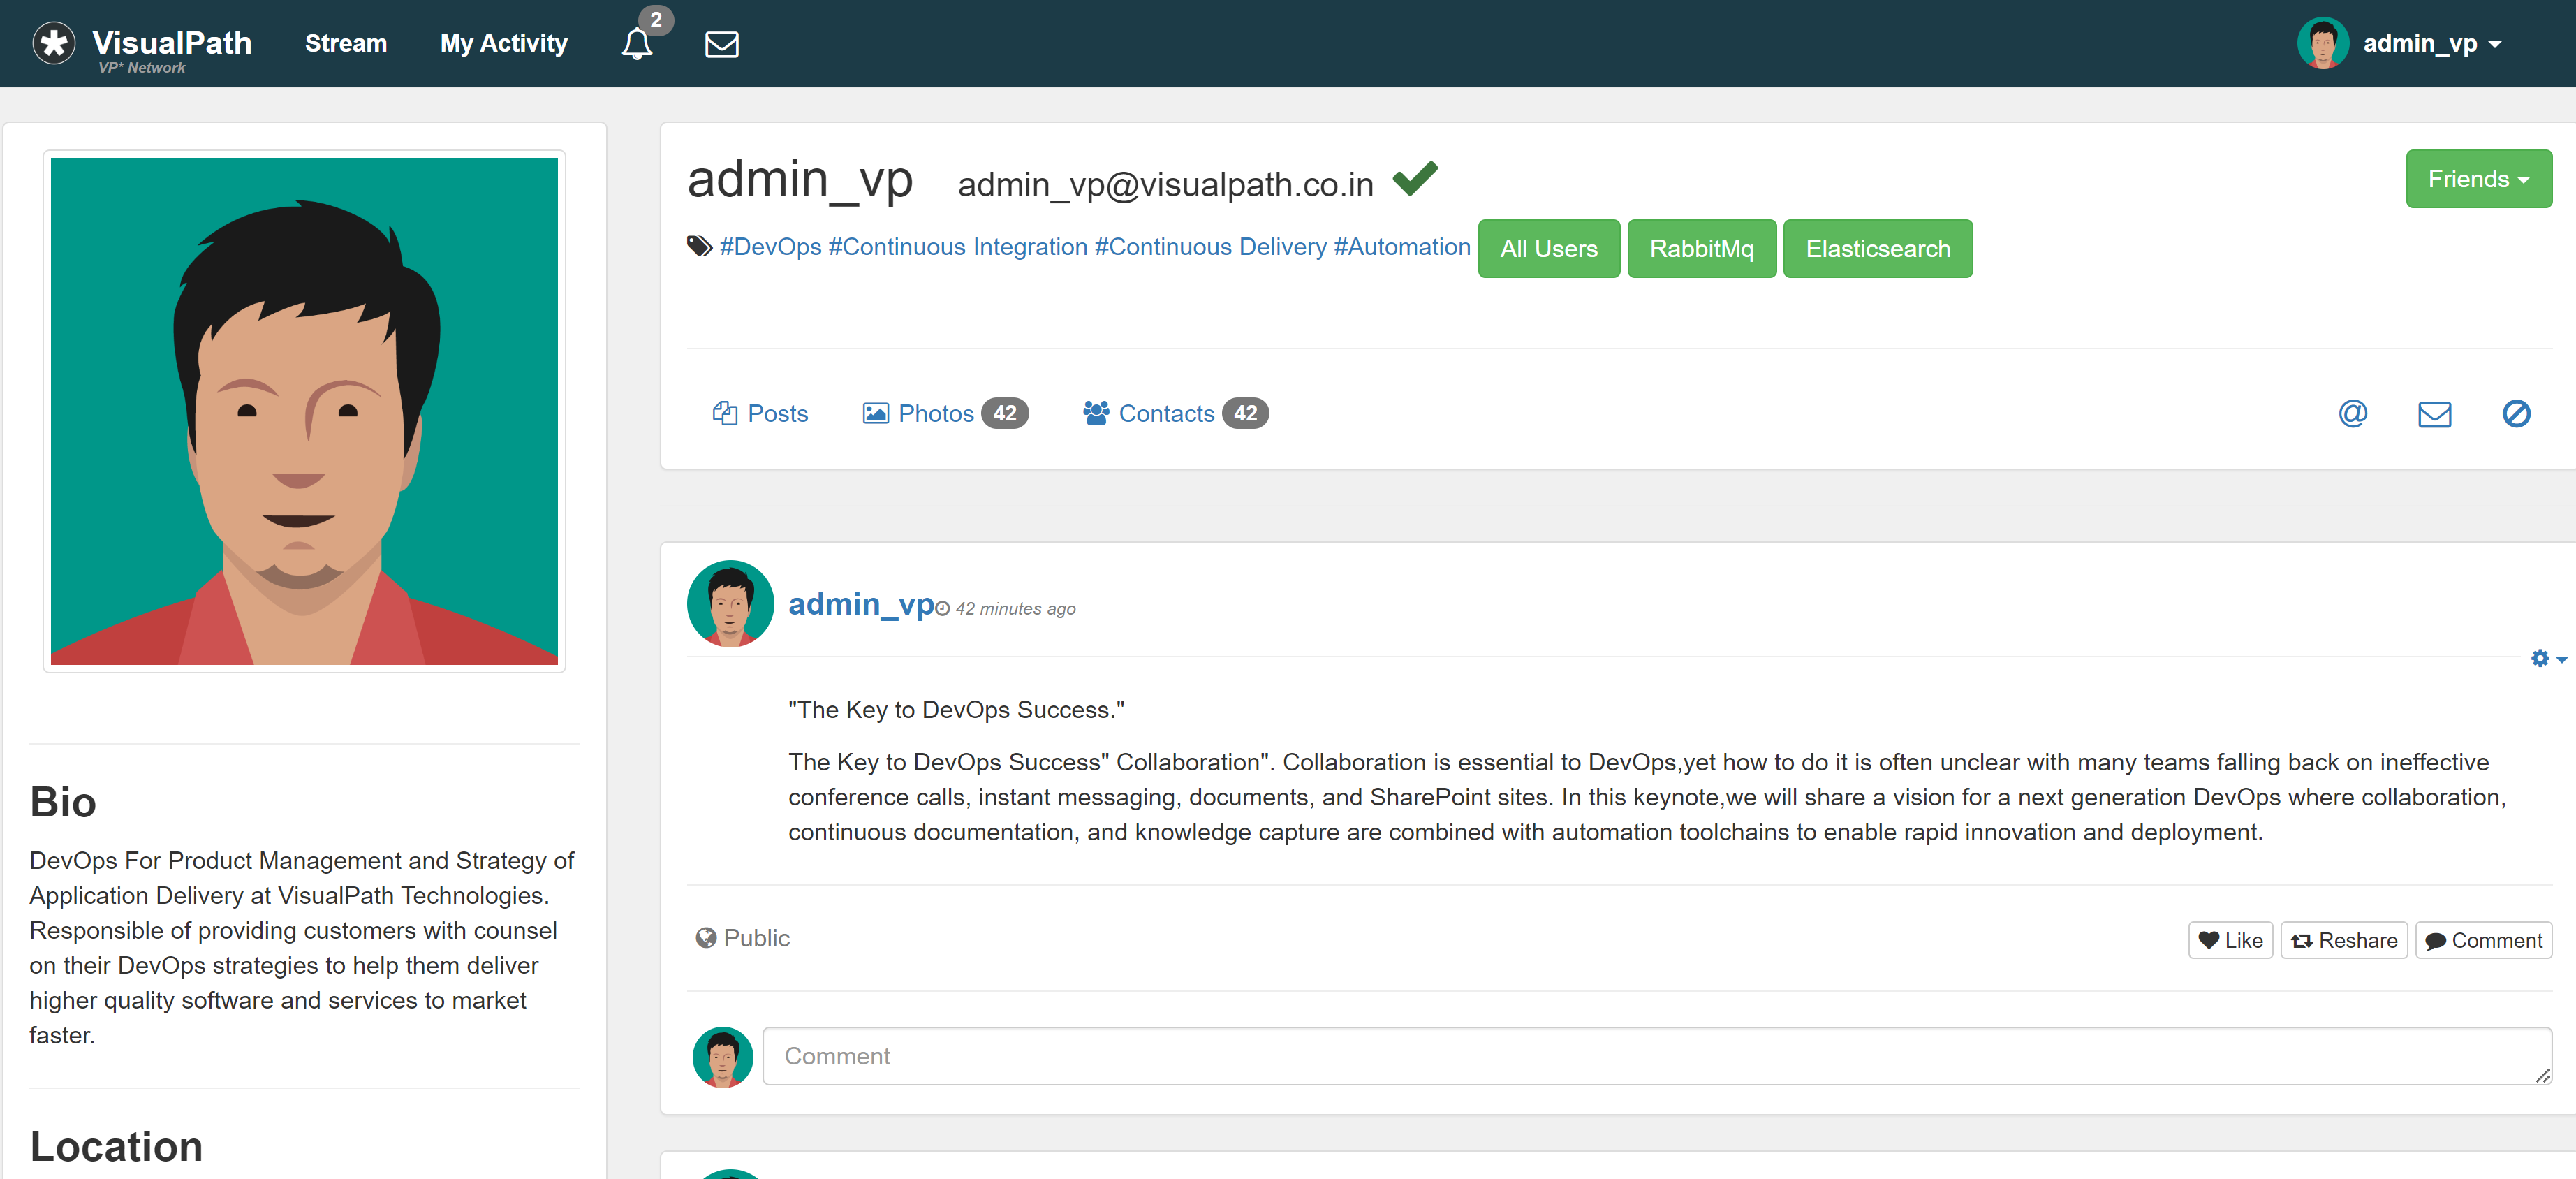 VisualPath
VP* Network
Stream
My Activity
2
admin_vp
admin_vp admin_vp@visualpath.co.in
Friends
#DevOps #Continuous Integration #Continuous Delivery #Automation
All Users
RabbitMq
Elasticsearch
Posts
Photos 42
Contacts 42
Bio
DevOps For Product Management and Strategy of
Application Delivery at VisualPath Technologies.
Responsible of providing customers with counsel
on their DevOps strategies to help them deliver
higher quality software and services to market
faster.
Location
admin_vp 42 minutes ago
"The Key to DevOps Success."
The Key to DevOps Success" Collaboration". Collaboration is essential to DevOps,yet how to do it is often unclear with many teams falling back on ineffective
conference calls, instant messaging, documents, and SharePoint sites. In this keynote,we will share a vision for a next generation DevOps where collaboration,
continuous documentation, and knowledge capture are combined with automation toolchains to enable rapid innovation and deployment.
Public
Like
Reshare
Comment
Comment